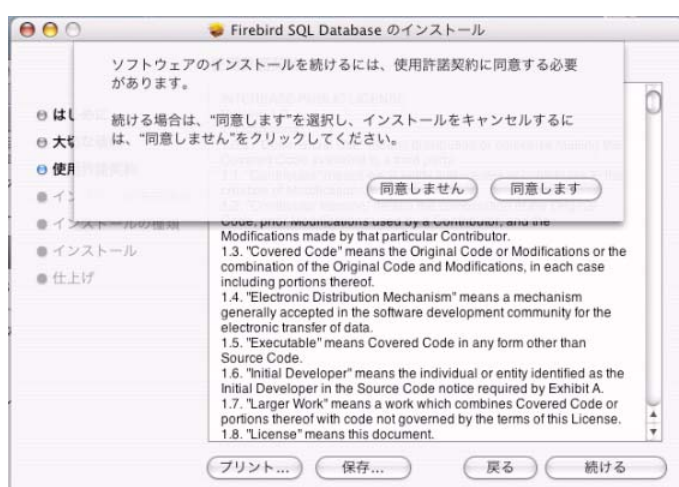 Firebird SQL Database のインストール
ソフトウェアのインストールを続けるには、使用許諾契約に同意する必要
があります。
続ける場合は、“同意します”を選択し、インストールをキャンセルするに
は、“同意しません”をクリックしてください。
同意しません
同意します
は
大切
使用
イン
インストールの種類
インストール
仕上げ
Code, prior Modifications used by a Contributor, and the
Modifications made by that particular Contributor.
1.3. "Covered Code" means the Original Code or Modifications or the
combination of the Original Code and Modifications, in each case
including portions thereof.
1.4. "Electronic Distribution Mechanism" means a mechanism
generally accepted in the software development community for the
electronic transfer of data.
1.5. "Executable" means Covered Code in any form other than
Source Code.
1.6. "Initial Developer" means the individual or entity identified as the
Initial Developer in the Source Code notice required by Exhibit A.
1.7. "Larger Work" means a work which combines Covered Code or
portions thereof with code not governed by the terms of this License.
1.8. "License" means this document.
プリント...
保存...
戻る
続ける